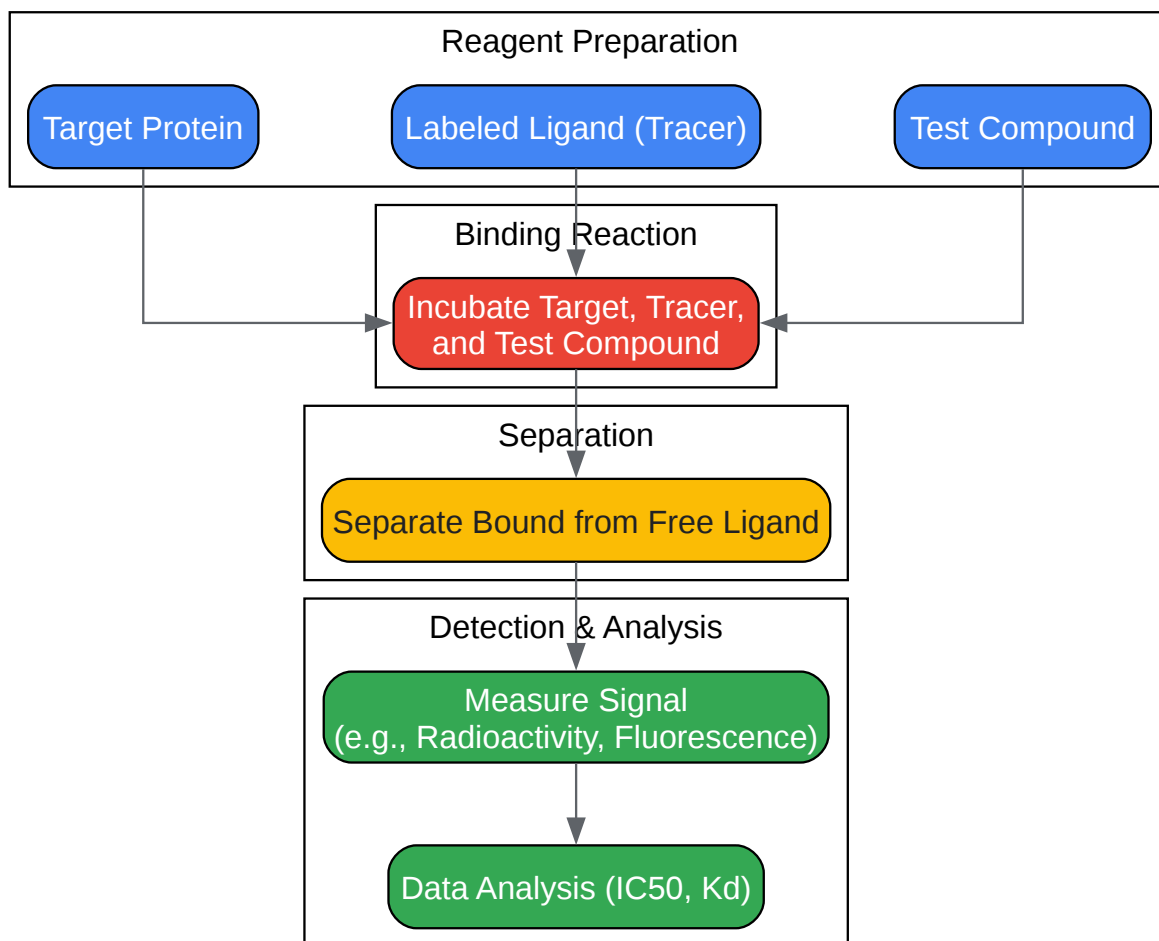 Reagent Preparation
Target Protein
Labeled Ligand (Tracer)
Test Compound
Binding Reaction
Incubate Target, Tracer,
and Test Compound
Separation
Separate Bound from Free Ligand
Detection & Analysis
Measure Signal
(e.g., Radioactivity, Fluorescence)
Data Analysis (IC50, Kd)